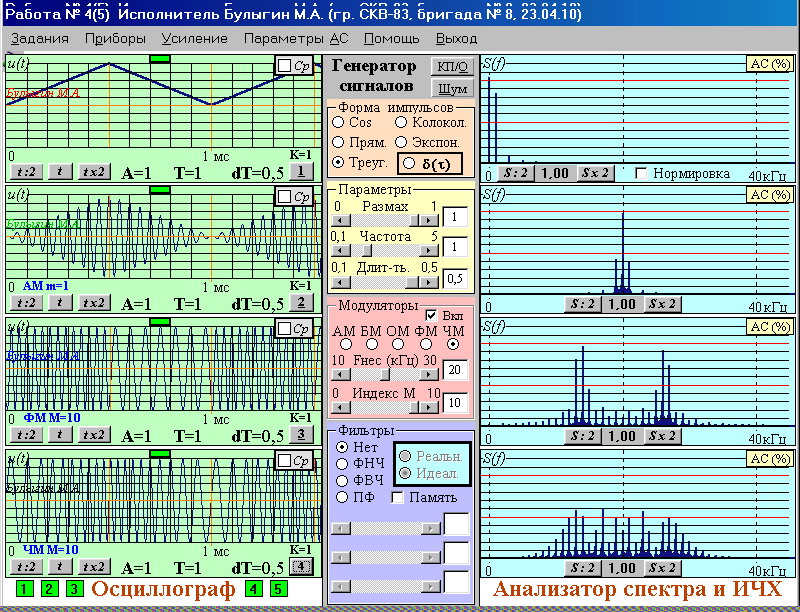 Работа № 4(5) Исполнитель Булыгин М.А. (гр. СКВ-83, бригада № 8, 23.04.10)
Задания Приборы Усиление Параметры АС Помощь Выход
u(t) Ср
Булыгин М.А.
0 1 мс K=1
t:2 t tx2 A=1 T=1 dT=0,5 1
u(t) Ср
Булыгин М.А.
АМ m=1
0 1 мс K=1
t:2 t tx2 A=1 T=1 dT=0,5 2
u(t) Ср
Булыгин М.А.
0 ФМ M=10 1 мс K=1
t:2 t tx2 A=1 T=1 dT=0,5 3
u(t) Ср
Булыгин М.А.
0 ЧМ M=10 1 мс K=1
t:2 t tx2 A=1 T=1 dT=0,5 4
1 2 3 Осциллограф 4 5
Генератор сигналов
КП/О
Шум
Форма импульсов
Cos Колокол.
Прям. Экспон.
Треуг. δ(τ)
Параметры
0 Размах 1
1
0,1 Частота 5
1
0,1 Длит-ть. 0,5
0,5
Модуляторы Вкл
АМ БМ ОМ ФМ ЧМ
10 Fнес (кГц) 30
20
0 Индекс M 10
10
Фильтры
Нет
ФНЧ
ФВЧ
ПФ
Реальн.
Идеал.
Память
S(f) АС (%)
0 S:2 1,00 Sx2 Нормировка 40кГц
S(f) АС (%)
0 S:2 1,00 Sx2 40кГц
S(f) АС (%)
0 S:2 1,00 Sx2 40кГц
S(f) АС (%)
0 S:2 1,00 Sx2 40кГц
Анализатор спектра и ИЧХ